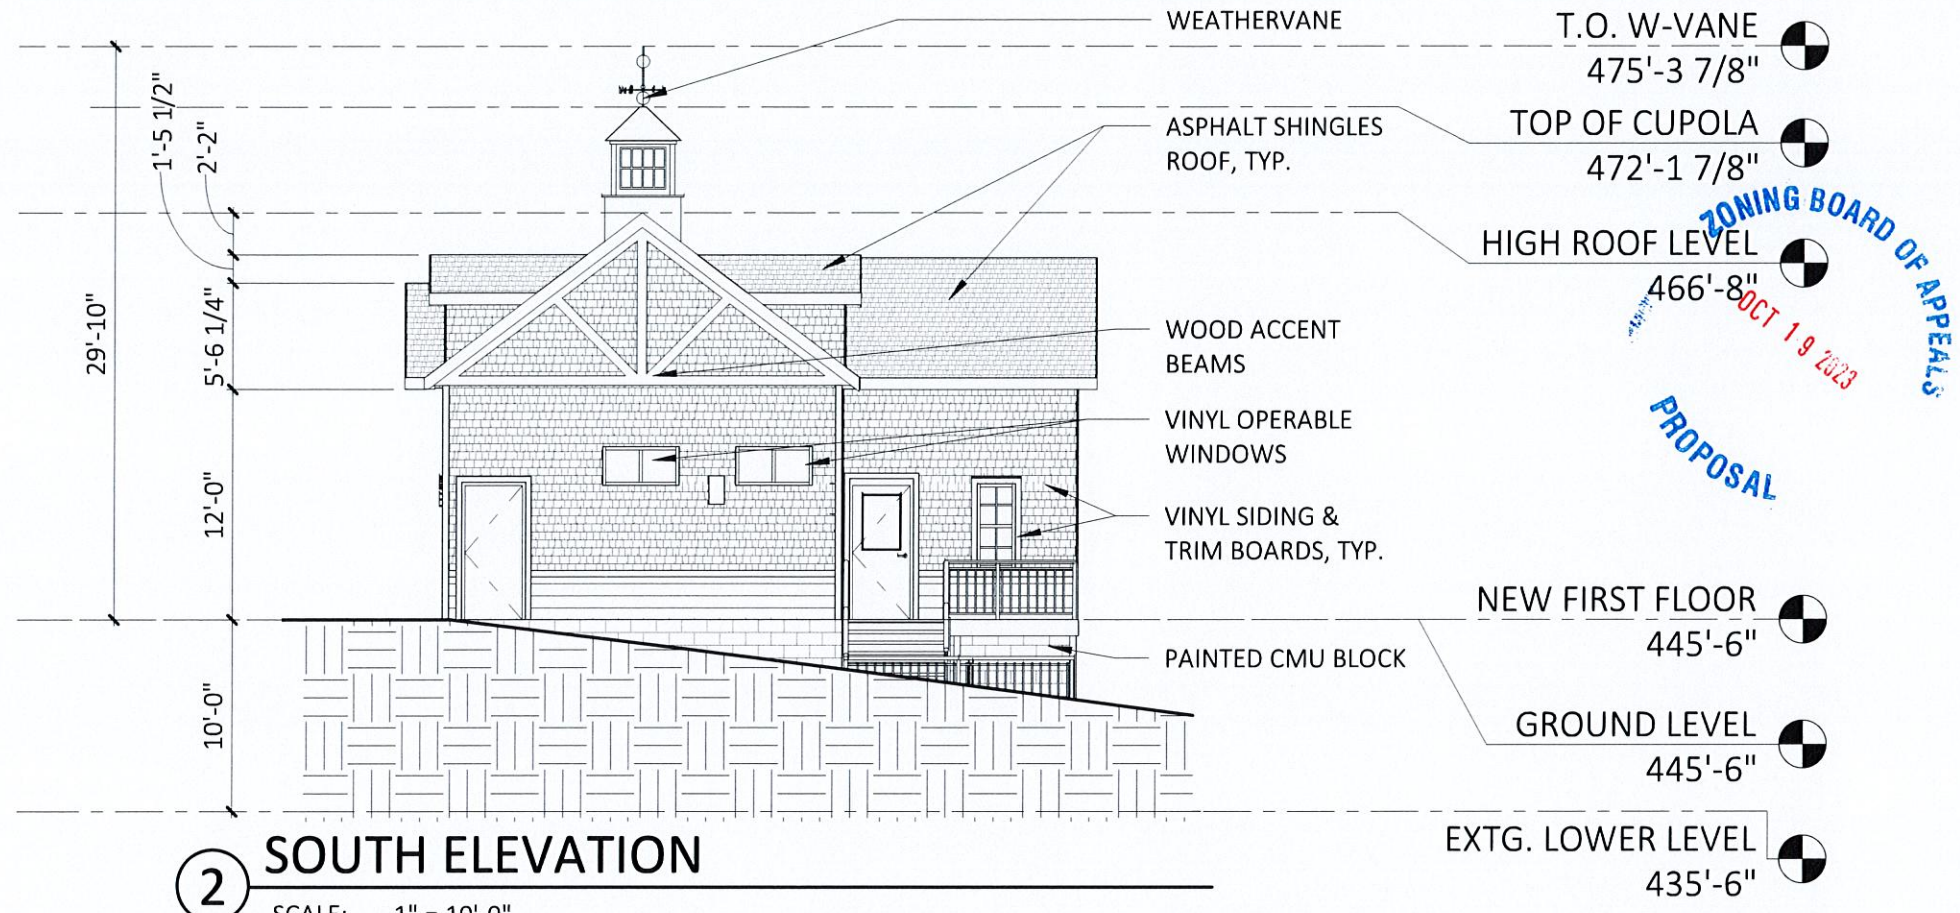 WEATHERVANE
T.O. W-VANE
475'-3 7/8"
ASPHALT SHINGLES
ROOF, TYP.
TOP OF CUPOLA
472'-1 7/8"
HIGH ROOF LEVEL
466'-8"
ZONING BOARD OF APPEALS
OCT 19 2023
PROPOSAL
1'-5 1/2"
2'-2"
29'-10"
5'-6 1/4"
12'-0"
10'-0"
WOOD ACCENT
BEAMS
VINYL OPERABLE
WINDOWS
VINYL SIDING &
TRIM BOARDS, TYP.
NEW FIRST FLOOR
445'-6"
PAINTED CMU BLOCK
GROUND LEVEL
445'-6"
EXTG. LOWER LEVEL
435'-6"
2
SOUTH ELEVATION
SCALE: 1" = 10'-0"